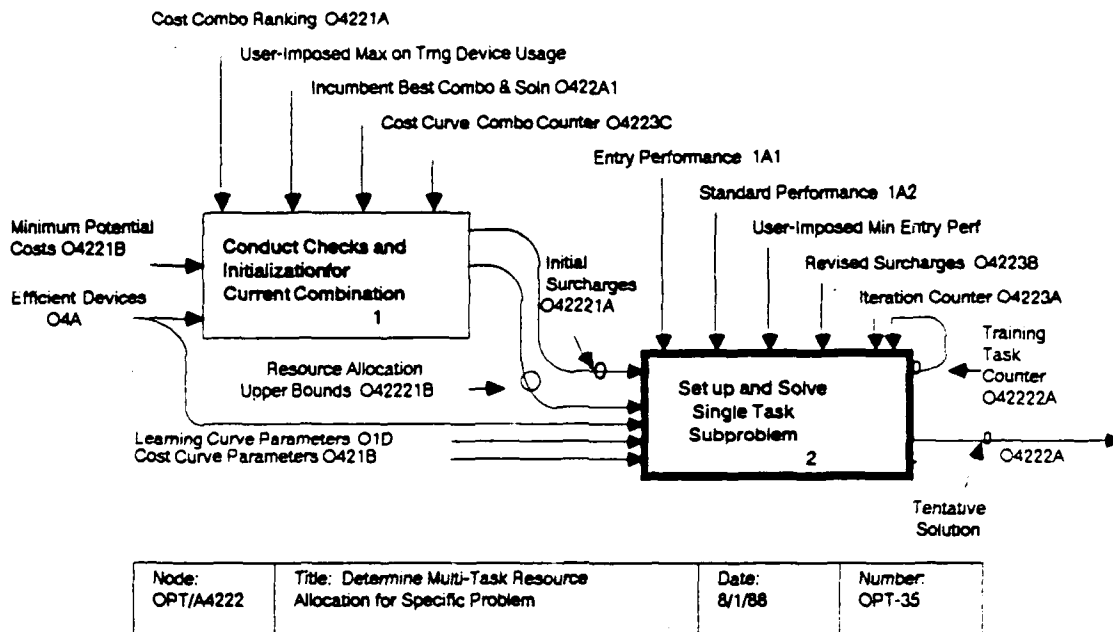 Cost Combo Ranking O4221A
User-Imposed Max on Trng Device Usage
Incumbent Best Combo & Soln O422A1
Cost Curve Combo Counter O4223C
Entry Performance 1A1
Standard Performance 1A2
User-Imposed Min Entry Perf
Revised Surcharges O4223B
Iteration Counter O4223A
Minimum Potential
Costs O4221B
Efficient Devices
O4A
Conduct Checks and
Initializationfor
Current Combination
1
Initial
Surcharges
O42221A
Training
Task
Counter
O42222A
Resource Allocation
Upper Bounds O42221B
Set up and Solve
Single Task
Subproblem
2
Learning Curve Parameters O1D
Cost Curve Parameters O421B
O4222A
Tentative
Solution
Node:
OPT/A4222
Title: Determine Multi-Task Resource
Allocation for Specific Problem
Date:
8/1/88
Number:
OPT-35